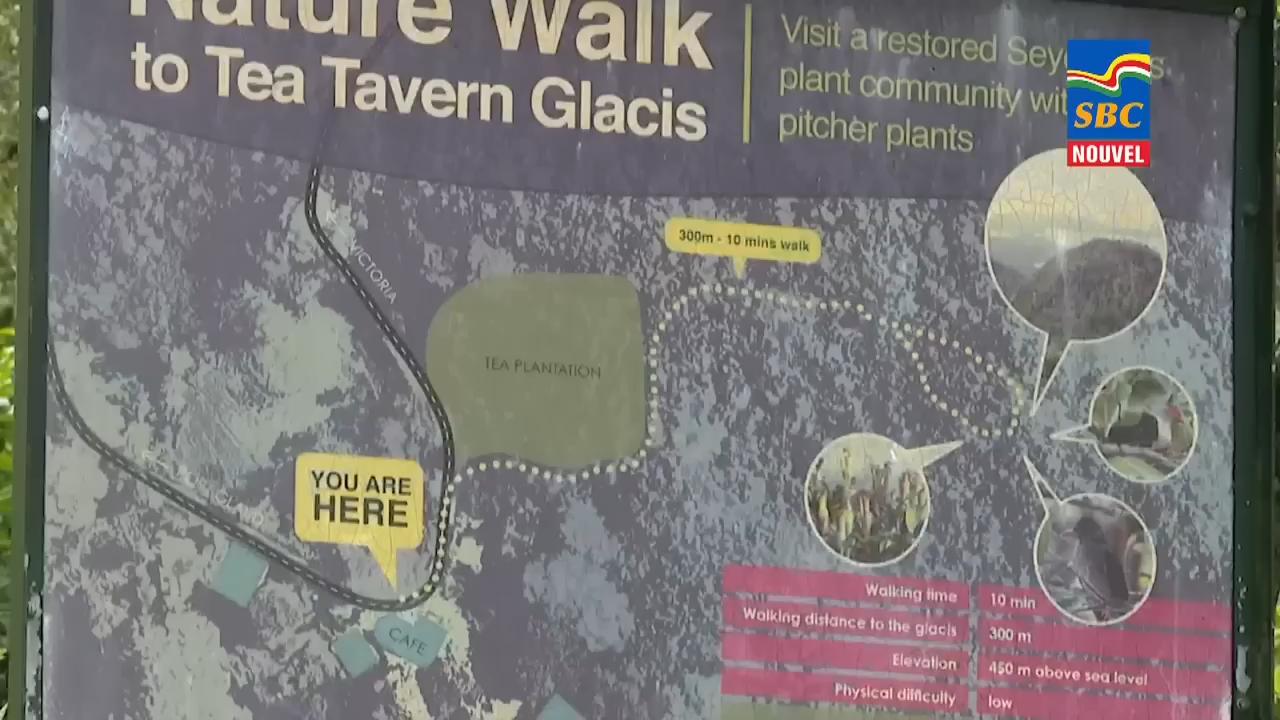 Nature Walk
to Tea Tavern Glacis
Visit a restored
plant community
pitcher plants
SBC
NOUVEL
300m - 10 mins walk
VICTORIA
TEA PLANTATION
YOU ARE
HERE
CAFE
Walking time 10 min
Walking distance to the glacis 300 m
Elevation 450 m above sea level
Physical difficulty low